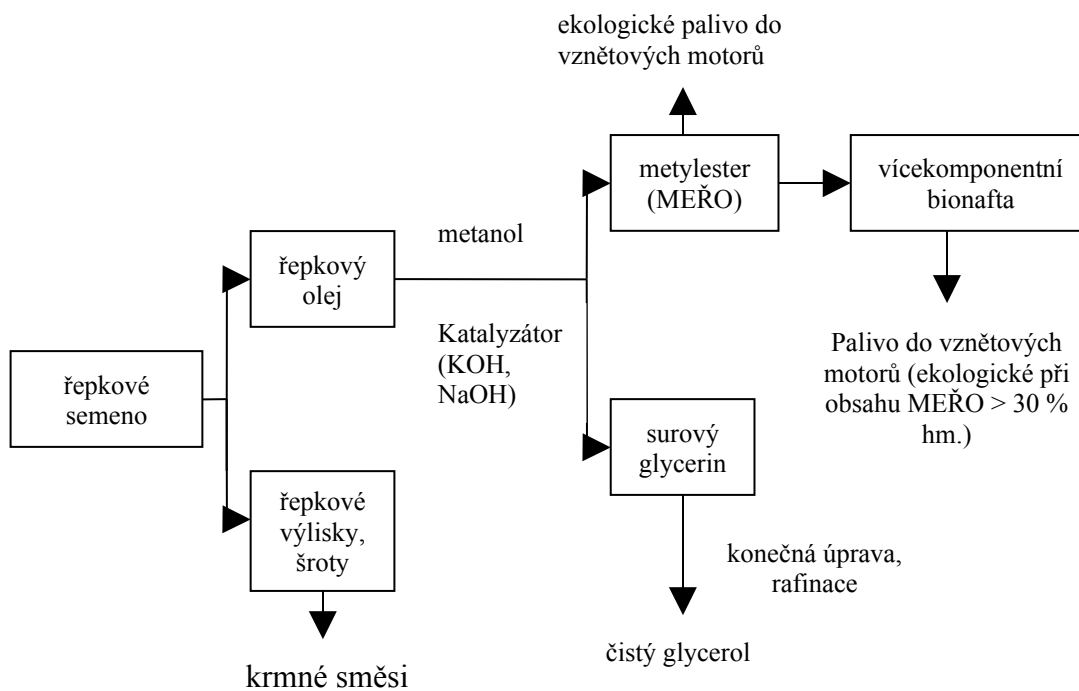 ekologické palivo do
vznětových motorů
metylester
(MEŘO)
vícekomponentní
bionafta
metanol
řepkový
olej
Katalyzátor
(KOH,
NaOH)
Palivo do vznětových
motorů (ekologické při
obsahu MEŘO > 30 %
hm.)
řepkové
semeno
surový
glycerin
řepkové
výlisky,
šroty
konečná úprava,
rafinace
čistý glycerol
krmné směsi